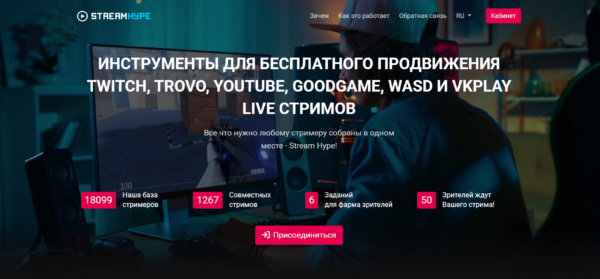 STREAMHYPE
Зачем Как это работает Обратная связь RU Кабинет
ИНСТРУМЕНТЫ ДЛЯ БЕСПЛАТНОГО ПРОДВИЖЕНИЯ
TWITCH, TROVO, YOUTUBE, GOODGAME, WASD И VKPLAY
LIVE СТРИМОВ
Все что нужно любому стримеру собраны в одном
месте - Stream Hype!
100
18099 Наша база
стримеров
1267 Совместных
стримов
6 Заданий
для фарма зрителей
50 Зрителей ждут
Вашего стрима!
Присоединиться